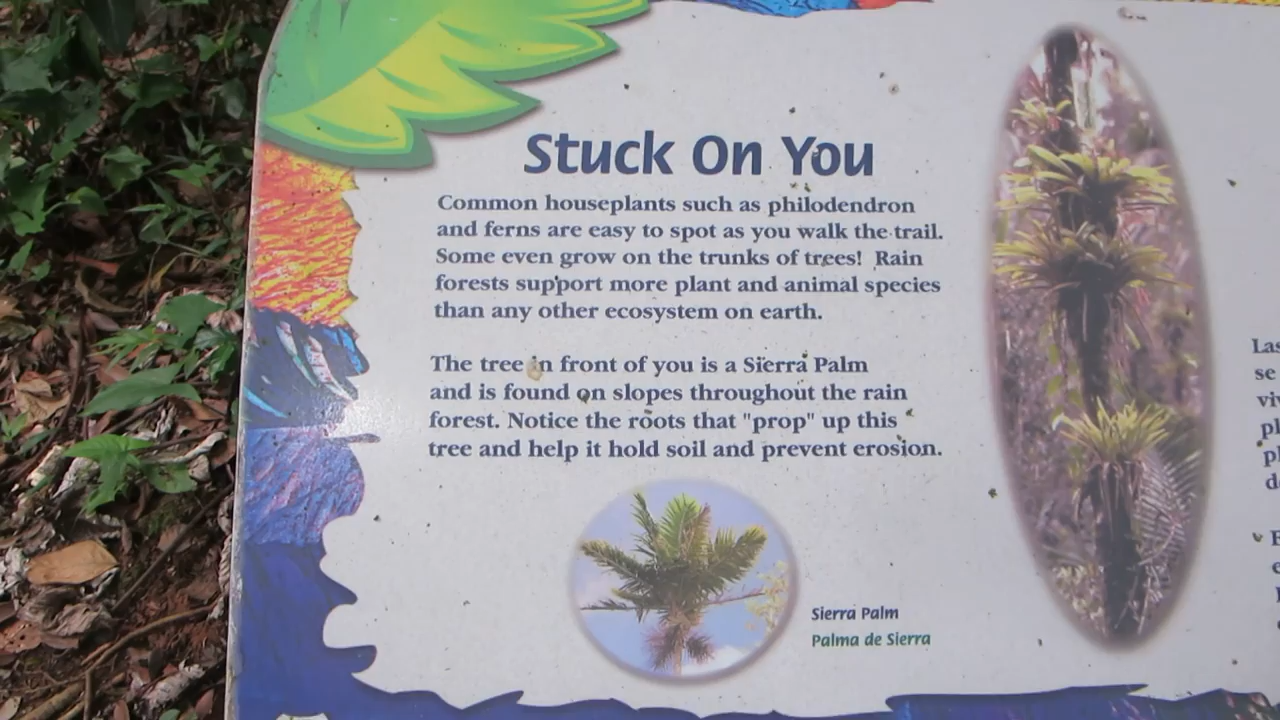 Stuck On You
Common houseplants such as philodendron
and ferns are easy to spot as you walk the trail.
Some even grow on the trunks of trees! Rain
forests support more plant and animal species
than any other ecosystem on earth.
The tree in front of you is a Sierra Palm
and is found on slopes throughout the rain
forest. Notice the roots that "prop" up this
tree and help it hold soil and prevent erosion.
Sierra Palm
Palma de Sierra
Las
se